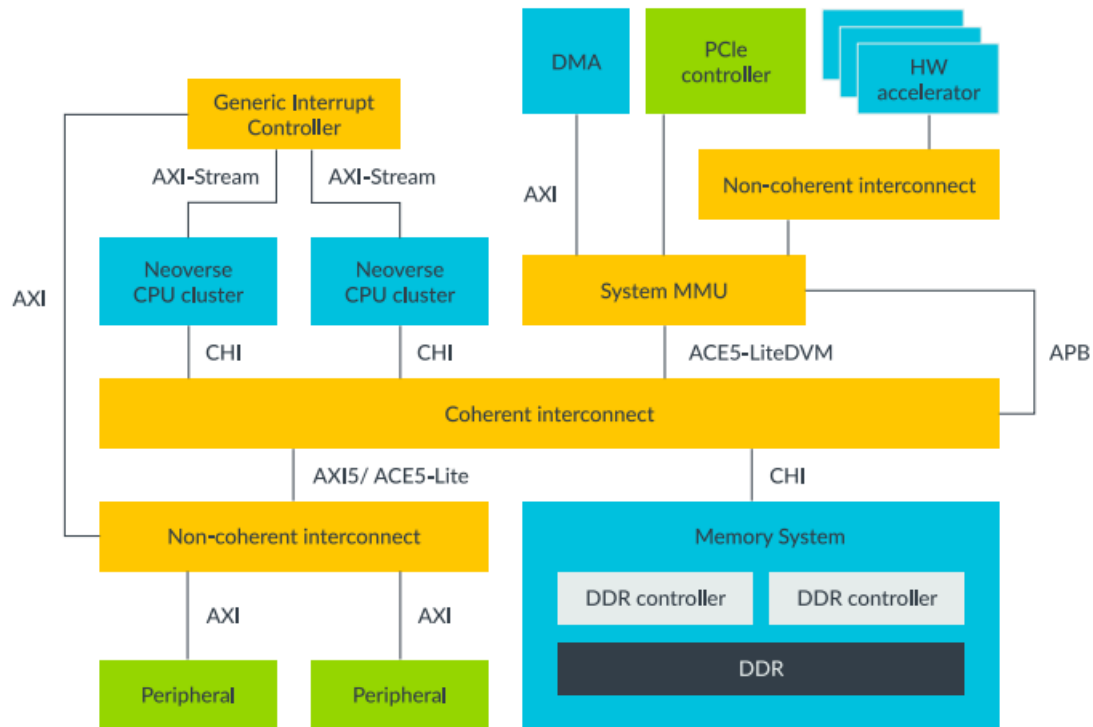 DMA
PCIe
controller
HW
accelerator
Generic Interrupt
Controller
AXI-Stream
AXI-Stream
AXI
Non-coherent interconnect
Neoverse
CPU cluster
Neoverse
CPU cluster
System MMU
AXI
CHI
CHI
ACE5-LiteDVM
APB
Coherent interconnect
AXI5/ ACE5-Lite
CHI
Non-coherent interconnect
Memory System
DDR controller
DDR controller
AXI
AXI
DDR
Peripheral
Peripheral